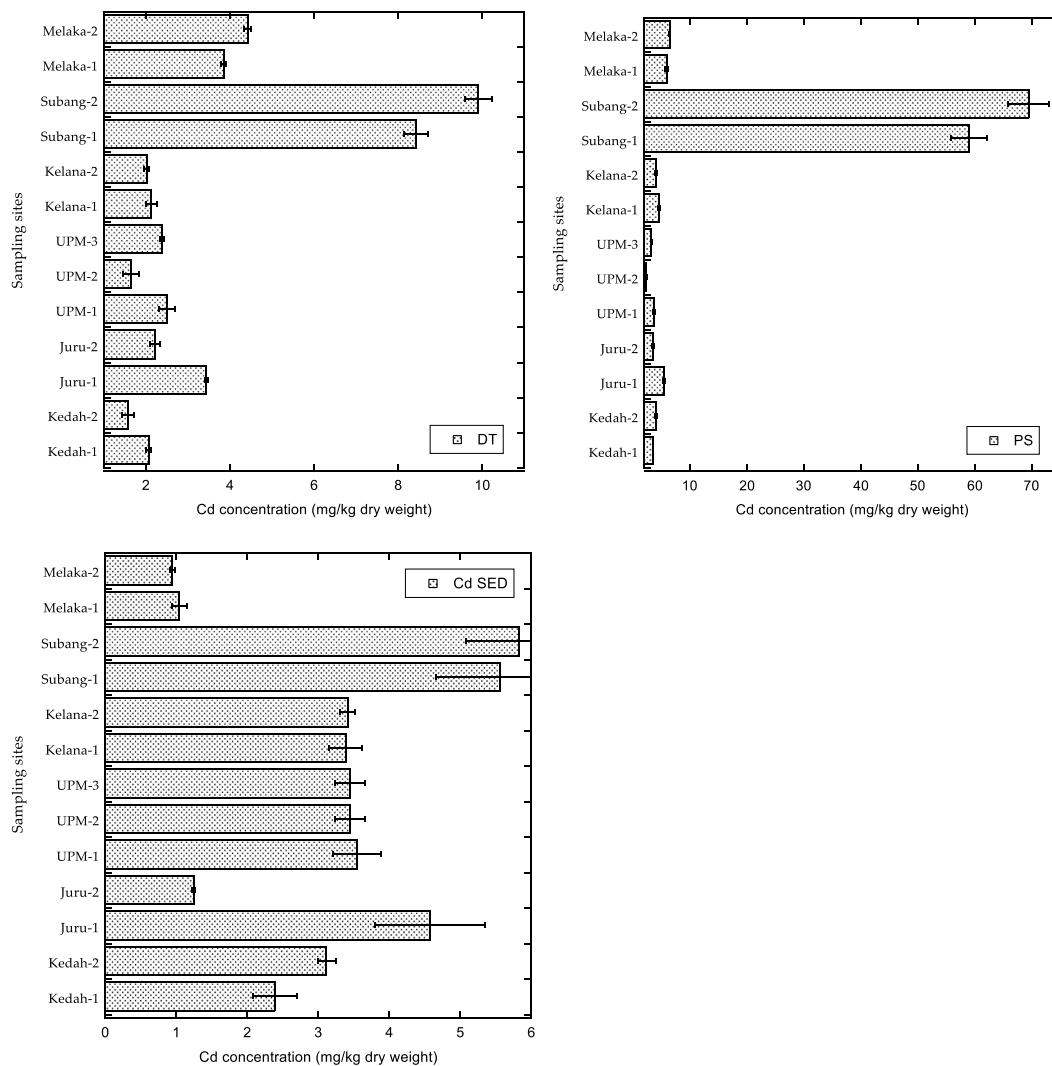 Melaka-2
Melaka-1
Subang-2
Subang-1
Kelana-2
Kelana-1
UPM-3
UPM-2
UPM-1
Juru-2
Juru-1
Kedah-2
Kedah-1
Sampling sites
DT
2 4 6 8 10
Cd concentration (mg/kg dry weight)
Melaka-2
Melaka-1
Subang-2
Subang-1
Kelana-2
Kelana-1
UPM-3
UPM-2
UPM-1
Juru-2
Juru-1
Kedah-2
Kedah-1
Sampling sites
PS
10 20 30 40 50 60 70
Cd concentration (mg/kg dry weight)
Melaka-2
Melaka-1
Subang-2
Subang-1
Kelana-2
Kelana-1
UPM-3
UPM-2
UPM-1
Juru-2
Juru-1
Kedah-2
Kedah-1
Sampling sites
Cd SED
0 1 2 3 4 5 6
Cd concentration (mg/kg dry weight)